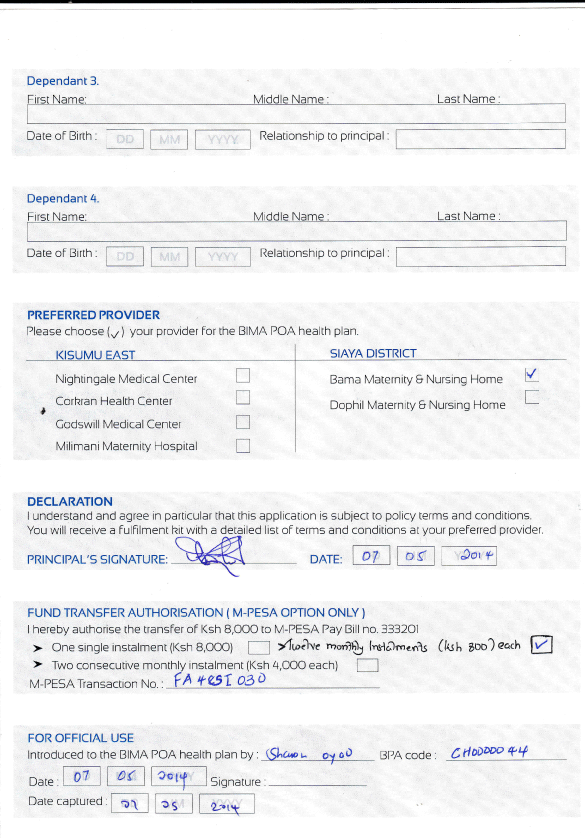 Dependant 3.
First Name: Middle Name : Last Name :
Date of Birth : DD MM YYYY Relationship to principal :
Dependant 4.
First Name: Middle Name : Last Name :
Date of Birth : DD MM YYYY Relationship to principal :
PREFERRED PROVIDER
Please choose (✓) your provider for the BIMA POA health plan.
KISUMU EAST
Nightingale Medical Center
Corkran Health Center
Godswill Medical Center
Milimani Maternity Hospital
SIAYA DISTRICT
Bama Maternity & Nursing Home ✓
Dophil Maternity & Nursing Home
DECLARATION
I understand and agree in particular that this application is subject to policy terms and conditions.
You will receive a fulfilment kit with a detailed list of terms and conditions at your preferred provider.
PRINCIPAL'S SIGNATURE: DATE: 07 05 2014
FUND TRANSFER AUTHORISATION ( M-PESA OPTION ONLY )
I hereby authorise the transfer of Ksh 8,000 to M-PESA Pay Bill no. 333201
➤ One single instalment (Ksh 8,000) ➤ Twelve monthly Instalments (ksh 800) each ✓
➤ Two consecutive monthly instalment (Ksh 4,000 each)
M-PESA Transaction No. :
FOR OFFICIAL USE
Introduced to the BIMA POA health plan by : oyoo BPA code :
Date : 07 05 2014 Signature :
Date captured : 05 2014